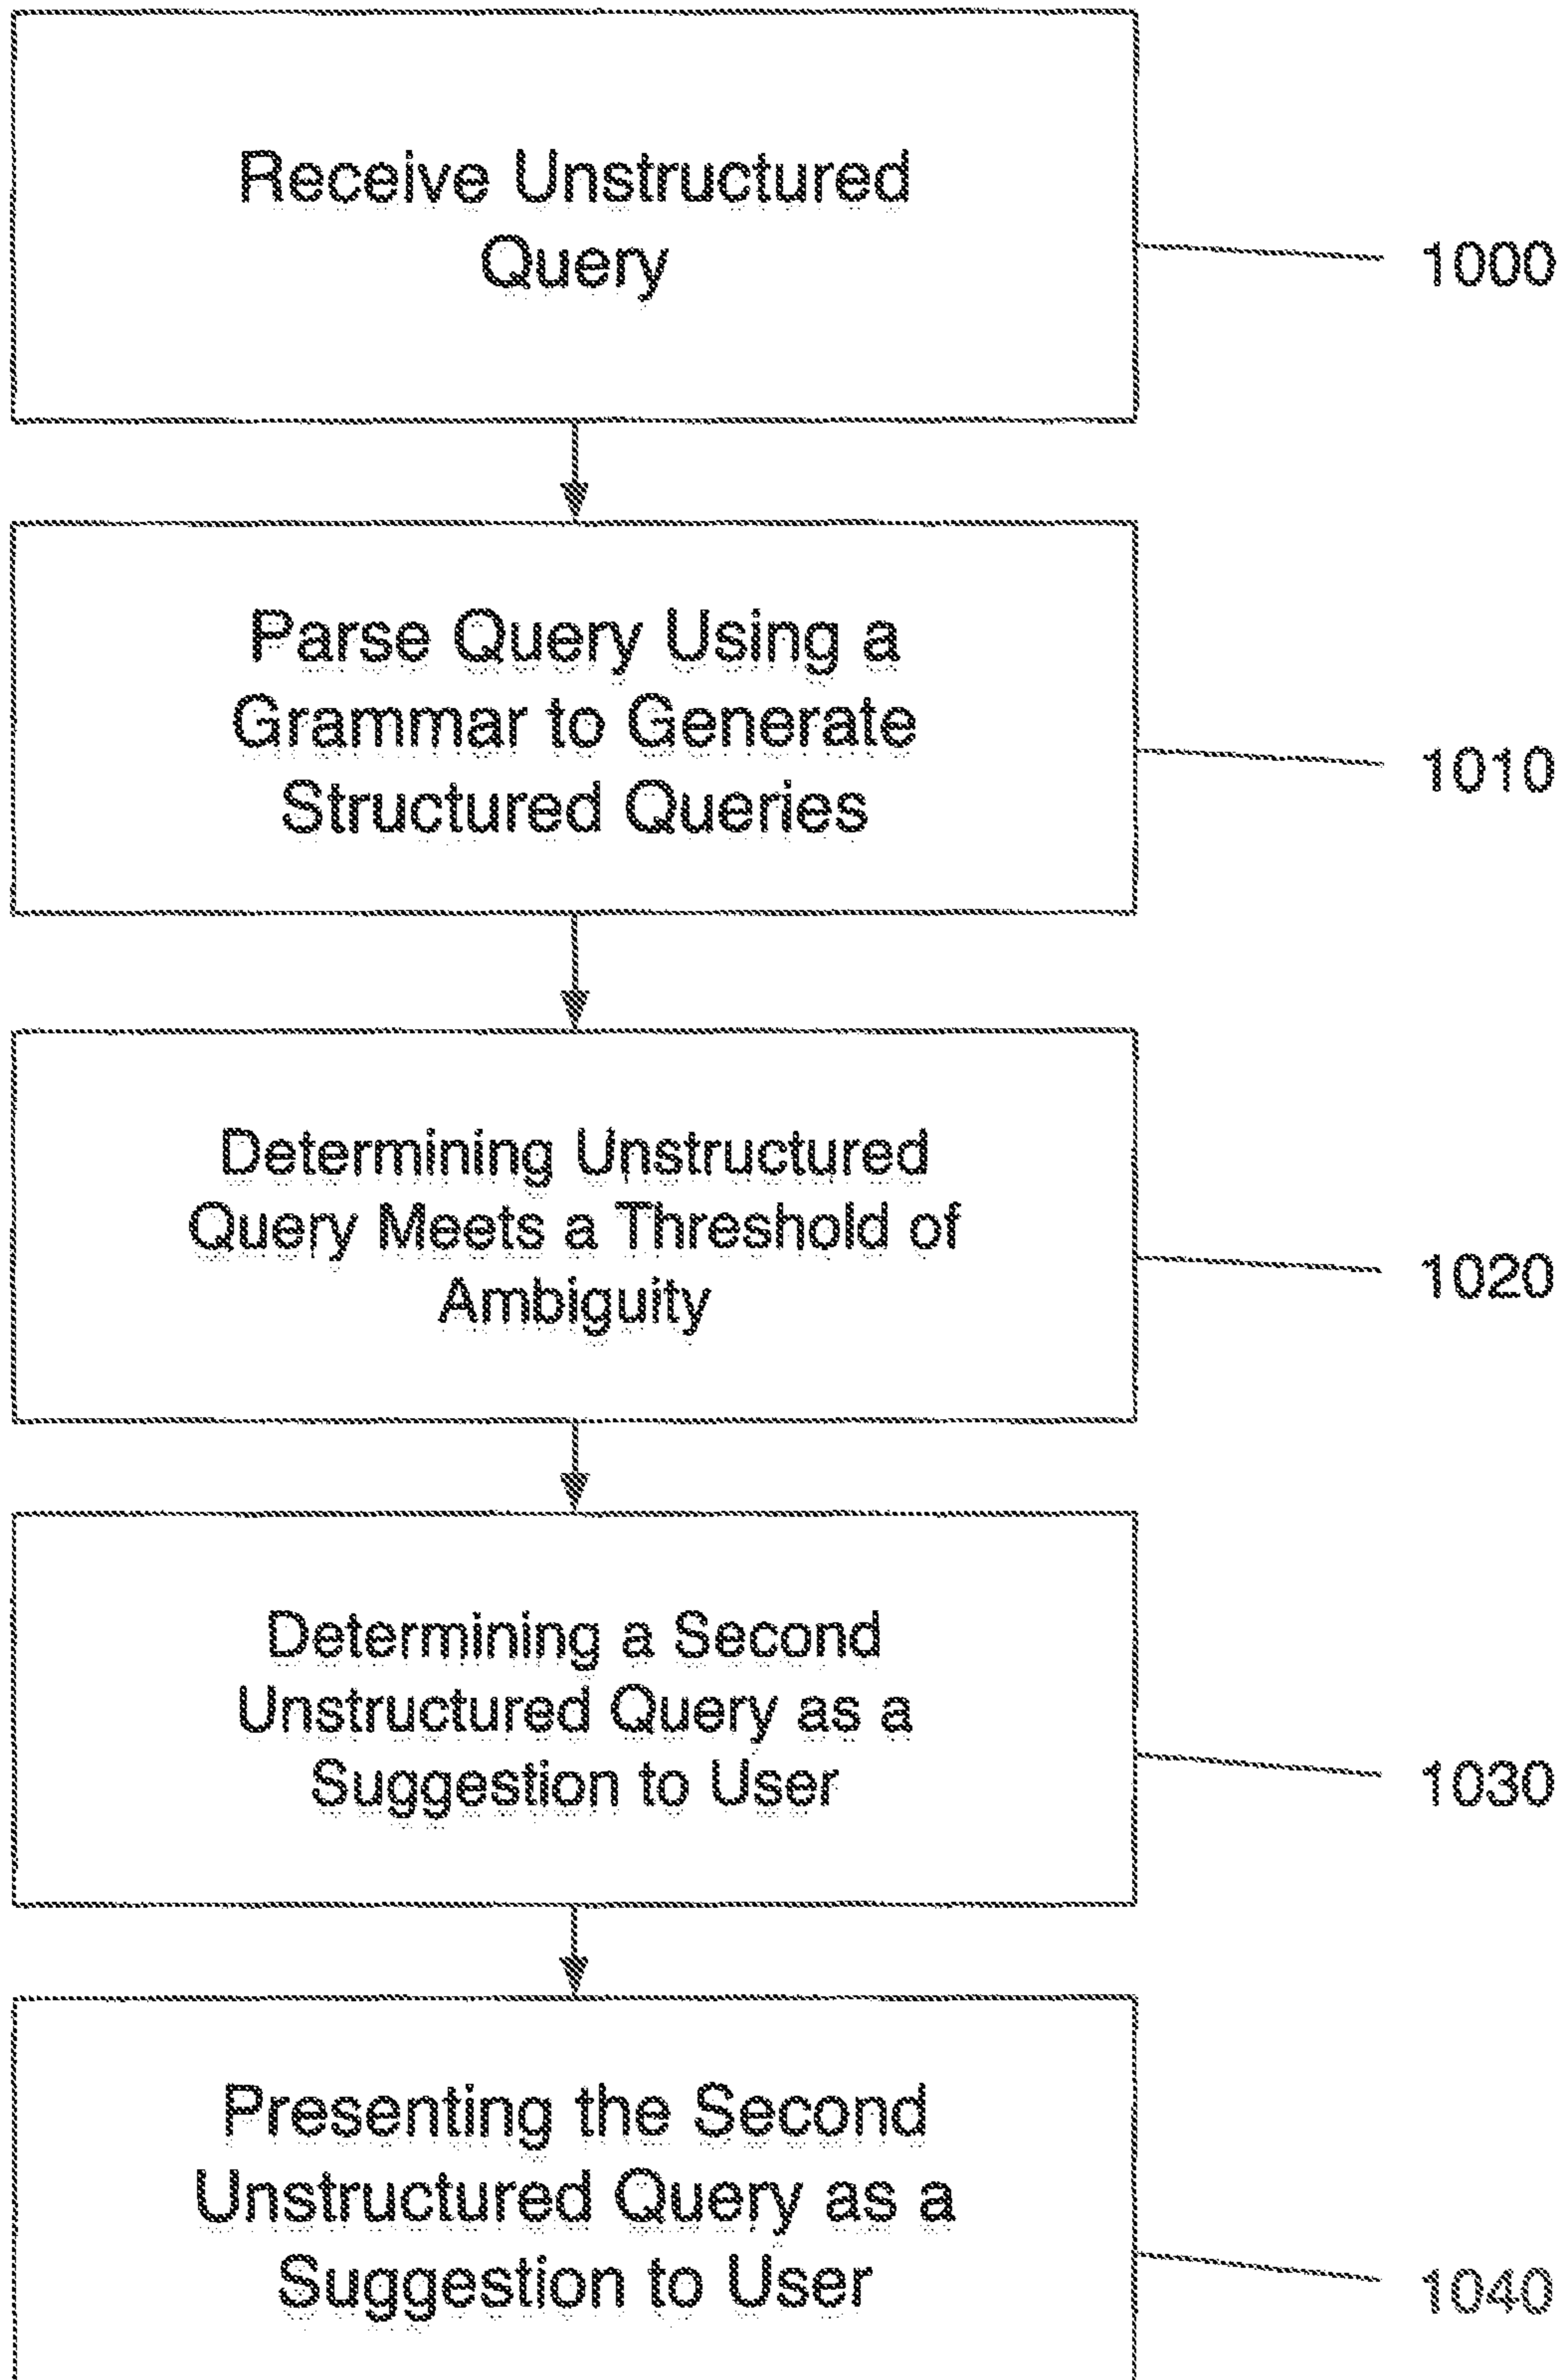 Receive Unstructured
Query
1000
Parse Query Using a
Grammar to Generate
Structured Queries
1010
Determining Unstructured
Query Meets a Threshold of
Ambiguity
1020
Determining a Second
Unstructured Query as a
Suggestion to User
1030
Presenting the Second
Unstructured Query as a
Suggestion to User
1040